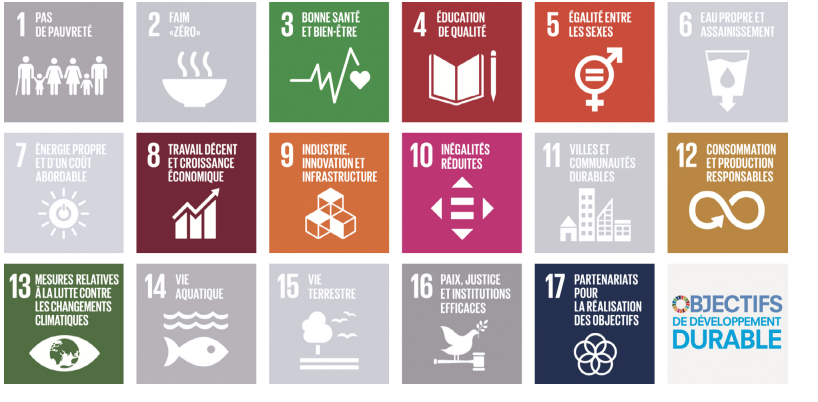 1 PAS
DE PAUVRETÉ
2 FAIM
«ZÉRO»
3 BONNE SANTÉ
ET BIEN-ÊTRE
4 ÉDUCATION
DE QUALITÉ
5 ÉGALITÉ ENTRE
LES SEXES
6 EAU PROPRE ET
ASSAINISSEMENT
7 ÉNERGIE PROPRE
ET D'UN COÛT
ABORDABLE
8 TRAVAIL DÉCENT
ET CROISSANCE
ÉCONOMIQUE
9 INDUSTRIE,
INNOVATION ET
INFRASTRUCTURE
10 INÉGALITÉS
RÉDUITES
11 VILLES ET
COMMUNAUTÉS
DURABLES
12 CONSOMMATION
ET PRODUCTION
RESPONSABLES
13 MESURES RELATIVES
À LA LUTTE CONTRE
LES CHANGEMENTS
CLIMATIQUES
14 VIE
AQUATIQUE
15 VIE
TERRESTRE
16 PAIX, JUSTICE
ET INSTITUTIONS
EFFICACES
17 PARTENARIATS
POUR
LA RÉALISATION
DES OBJECTIFS
OBJECTIFS
DE DÉVELOPPEMENT
DURABLE